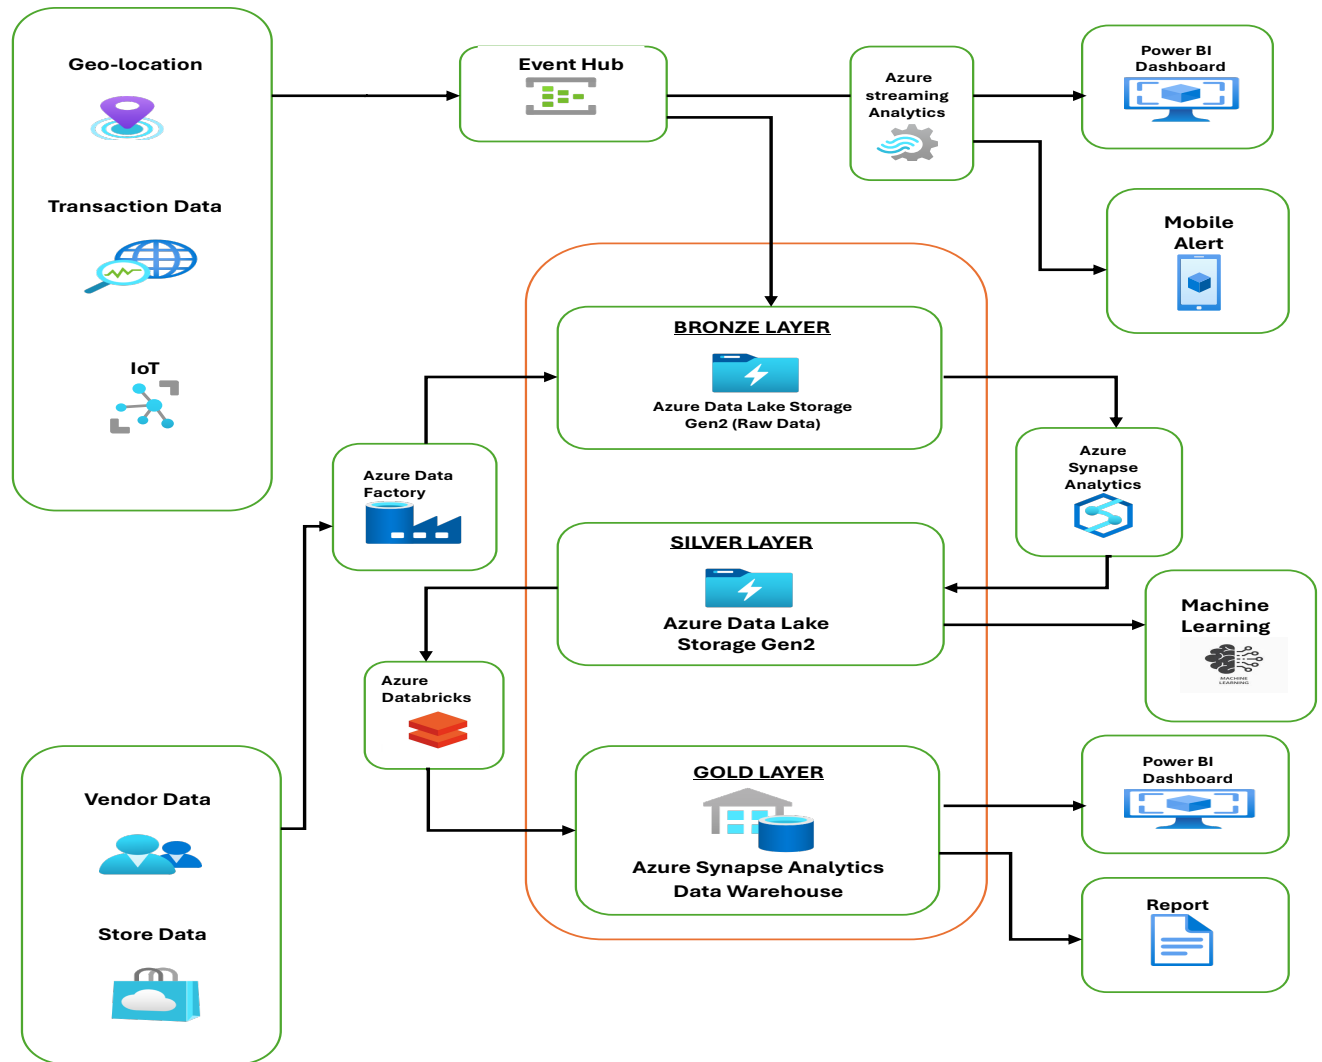 Geo-location
Transaction Data
IoT
Event Hub
Azure
streaming
Analytics
Power BI
Dashboard
Mobile
Alert
BRONZE LAYER
Azure Data Lake Storage
Gen2 (Raw Data)
Azure Data
Factory
Azure
Synapse
Analytics
SILVER LAYER
Azure Data Lake
Storage Gen2
Machine
Learning
MACHINE
LEARNING
Azure
Databricks
GOLD LAYER
Azure Synapse Analytics
Data Warehouse
Power BI
Dashboard
Report
Vendor Data
Store Data